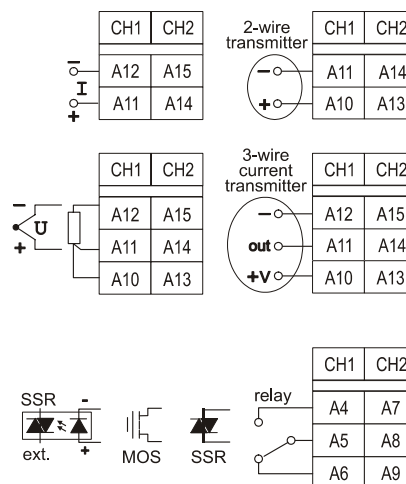 CH1 CH2
− A12 A15
I
+ A11 A14
2-wire
transmitter
CH1 CH2
− A11 A14
+ A10 A13
CH1 CH2
− A12 A15
U
+ A11 A14
A10 A13
3-wire
current
transmitter
CH1 CH2
− A12 A15
out A11 A14
+V A10 A13
SSR
-
+
ext.
MOS
SSR
relay
CH1 CH2
A4 A7
A5 A8
A6 A9